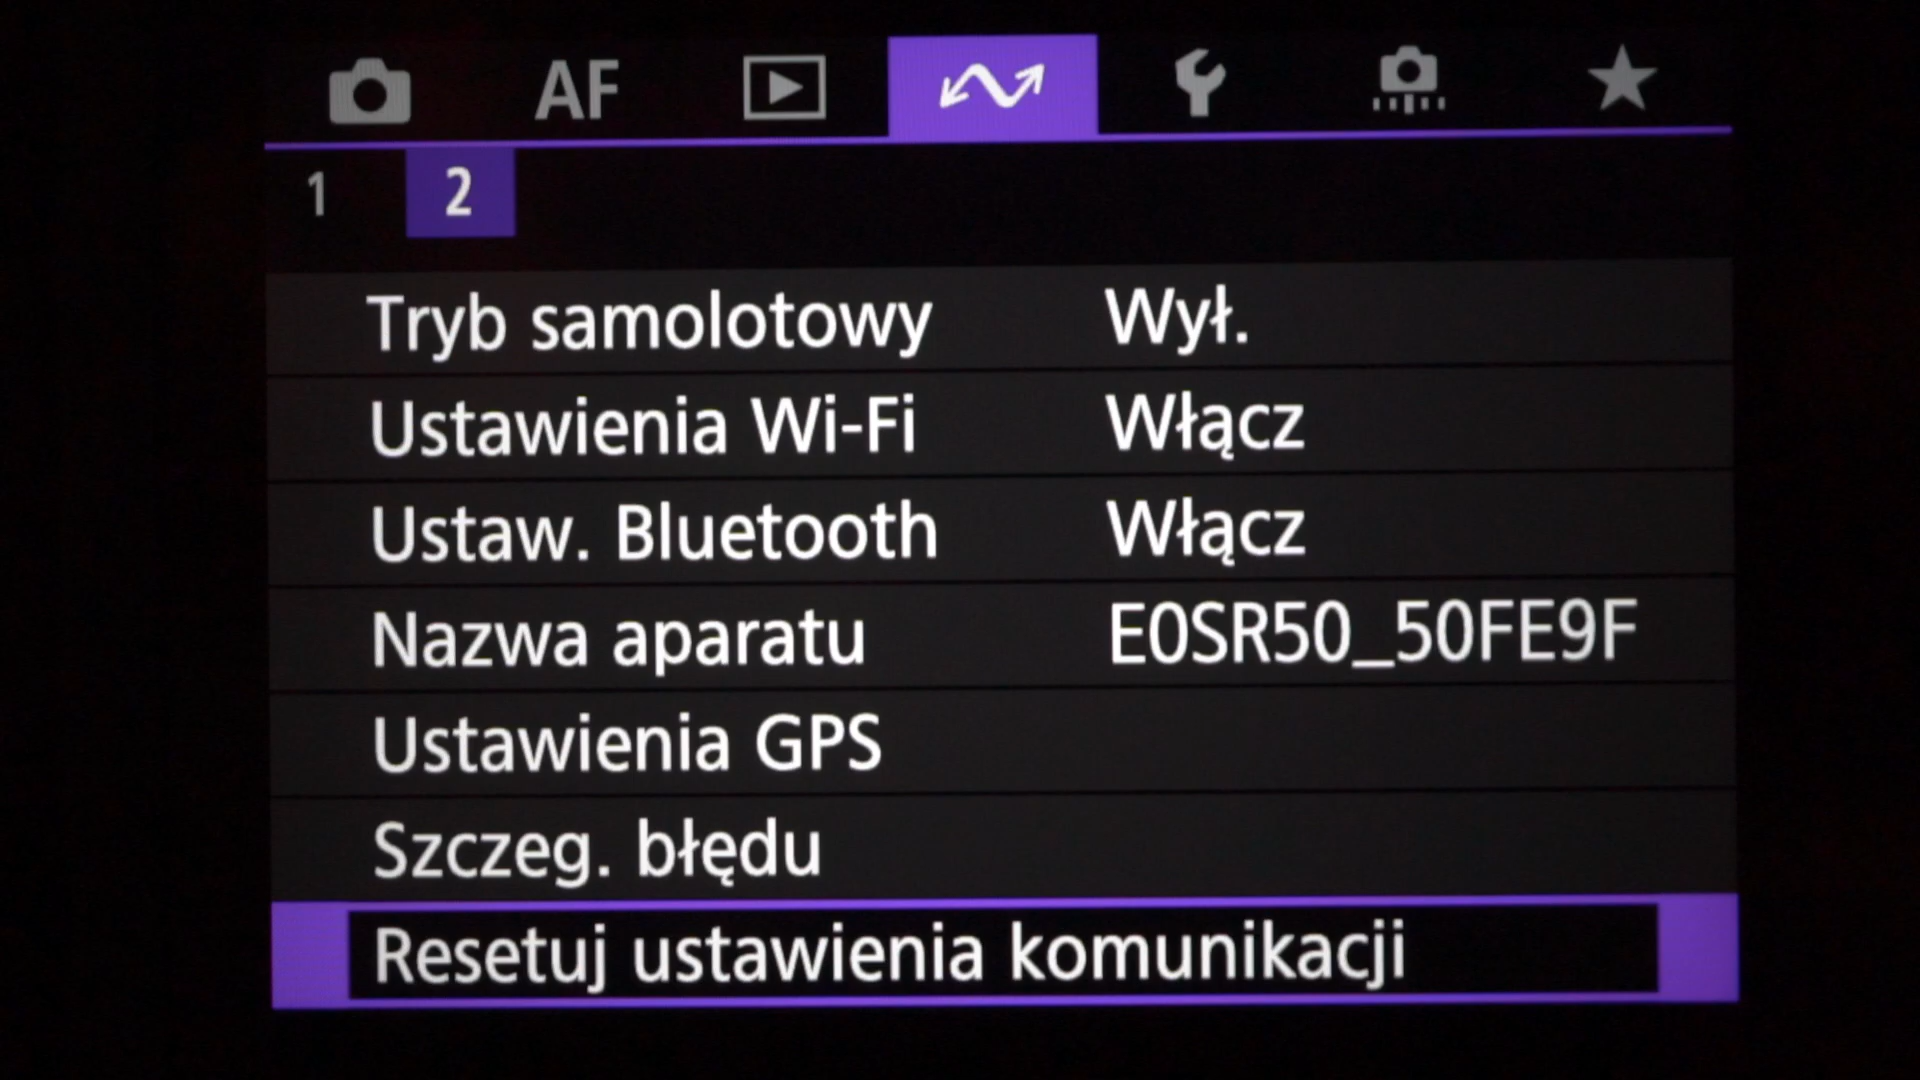 AF
1 2
Tryb samolotowy Wył.
Ustawienia Wi-Fi Włącz
Ustaw. Bluetooth Włącz
Nazwa aparatu E0SR50_50FE9F
Ustawienia GPS
Szczeg. błędu
Resetuj ustawienia komunikacji